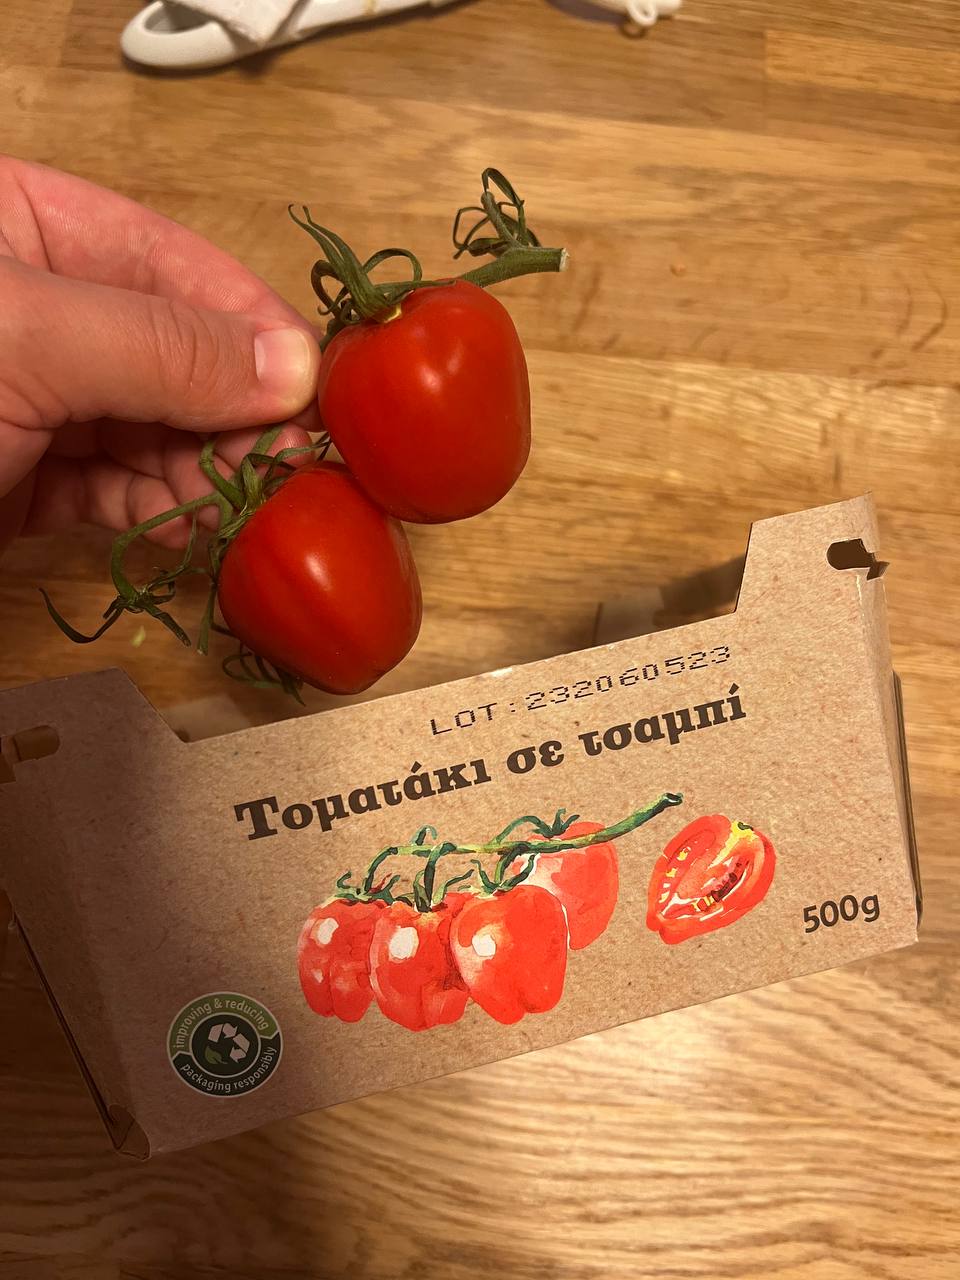 LOT:232060523
Τοματάκι σε τσαμπί
500g
improving & reducing
packaging responsibly